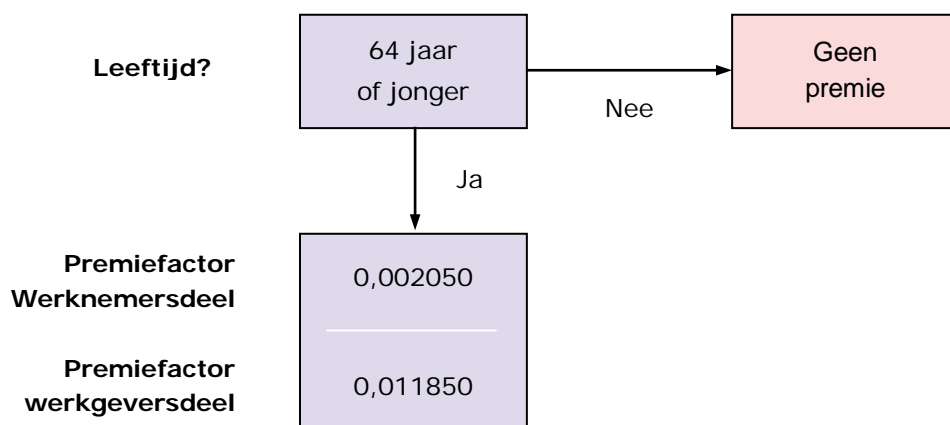 Leeftijd?
64 jaar
of jonger
Geen
premie
Nee
Ja
Premiefactor
Werknemersdeel
0,002050
Premiefactor
werkgeversdeel
0,011850